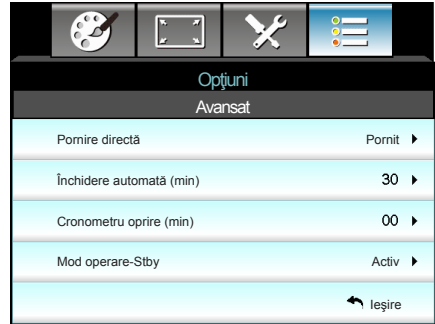 Opţiuni
Avansat
Pornire directă Pornit
Închidere automată (min) 30
Cronometru oprire (min) 00
Mod operare-Stby Activ
Ieşire